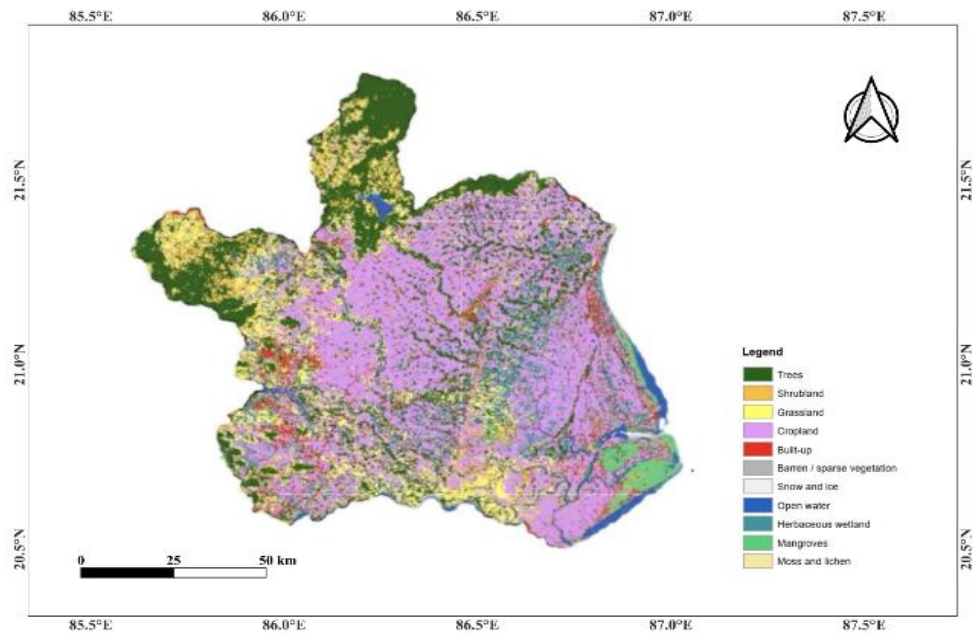 85.5°E 86.0°E 86.5°E 87.0°E 87.5°E
21.5°N 21.5°N
21.0°N 21.0°N
20.5°N 20.5°N
Legend
Trees
Shrubland
Grassland
Cropland
Built-up
Barren / sparse vegetation
Snow and ice
Open water
Herbaceous wetland
Mangroves
Moss and lichen
0 25 50 km
85.5°E 86.0°E 86.5°E 87.0°E 87.5°E